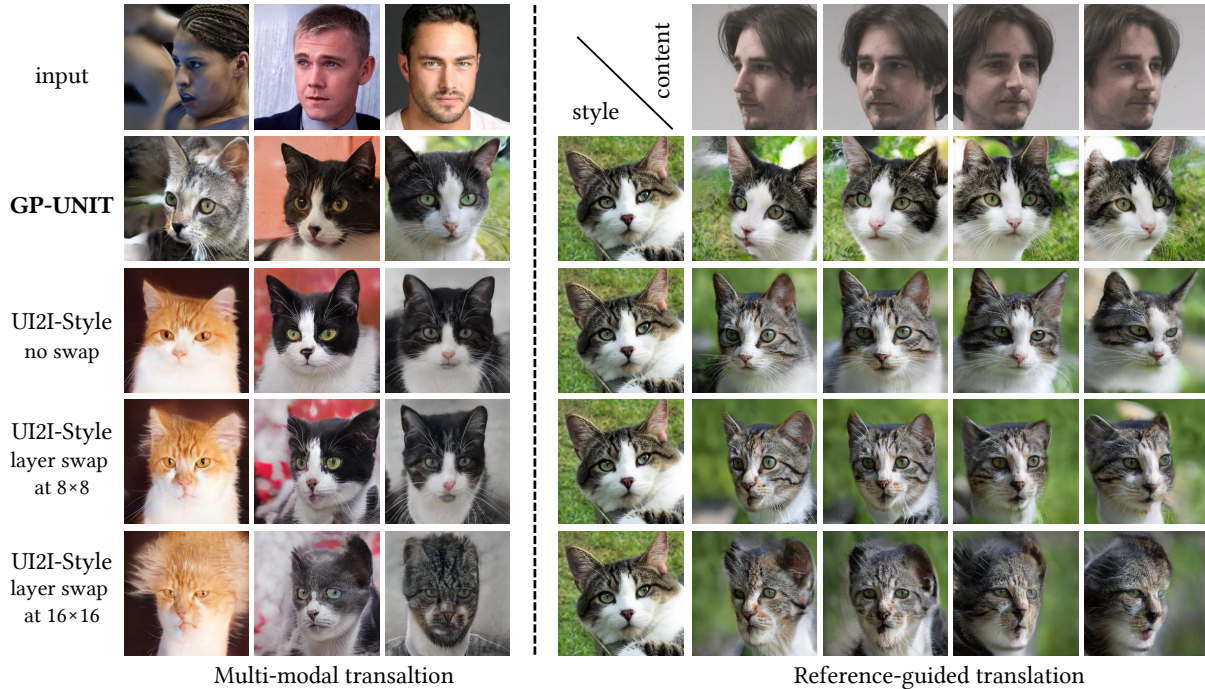 input
style
content
GP-UNIT
UI2I-Style
no swap
UI2I-Style
layer swap
at 8×8
UI2I-Style
layer swap
at 16×16
Multi-modal transaltion
Reference-guided translation